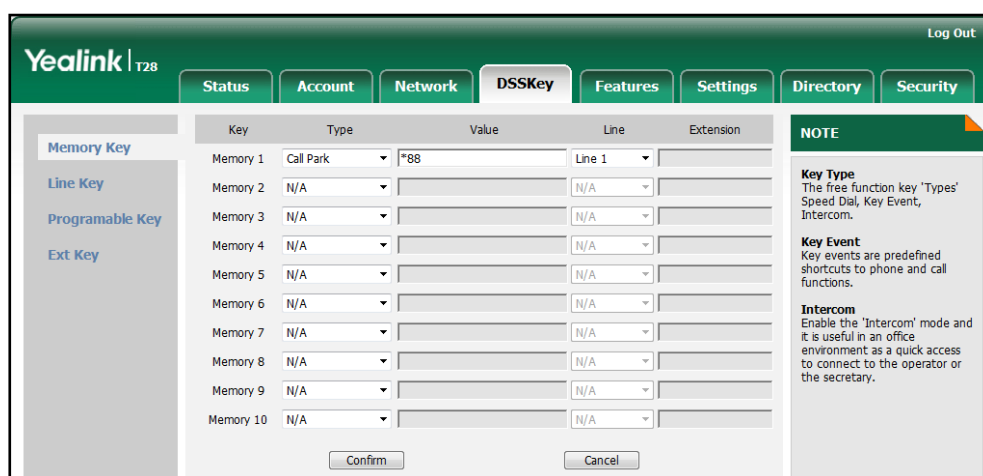 Log Out
Yealink T28
Status Account Network DSSKey Features Settings Directory Security
Memory Key
Line Key
Programable Key
Ext Key
Key Type Value Line Extension
Memory 1 Call Park *88 Line 1
Memory 2 N/A N/A
Memory 3 N/A N/A
Memory 4 N/A N/A
Memory 5 N/A N/A
Memory 6 N/A N/A
Memory 7 N/A N/A
Memory 8 N/A N/A
Memory 9 N/A N/A
Memory 10 N/A N/A
Confirm Cancel
NOTE
Key Type
The free function key 'Types'
Speed Dial, Key Event,
Intercom.
Key Event
Key events are predefined
shortcuts to phone and call
functions.
Intercom
Enable the 'Intercom' mode and
it is useful in an office
environment as a quick access
to connect to the operator or
the secretary.